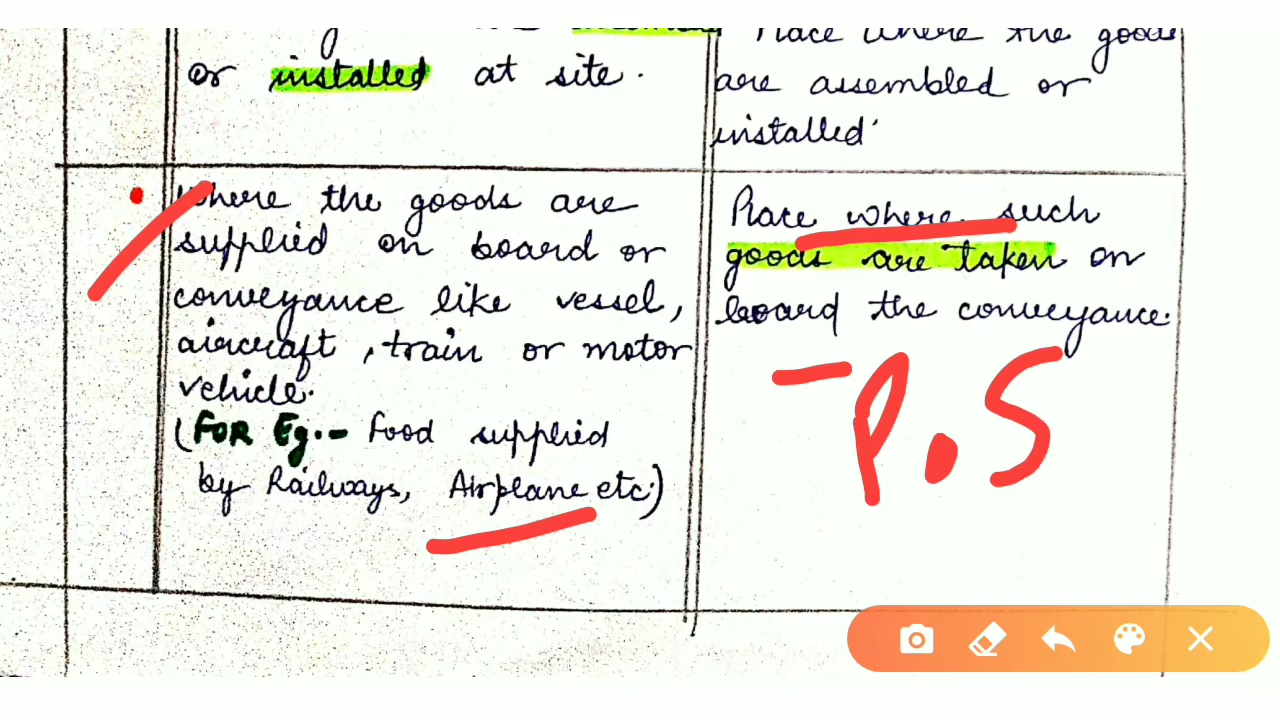 or installed at site.
Place where the goods
are assembled or
installed
Where the goods are
supplied on board or
conveyance like vessel,
aircraft, train or motor
vehicle.
(FOR Eg.- Food supplied
by Railways, Airplane etc.)
Place where such
goods are taken on
board the conveyance.
- P.S